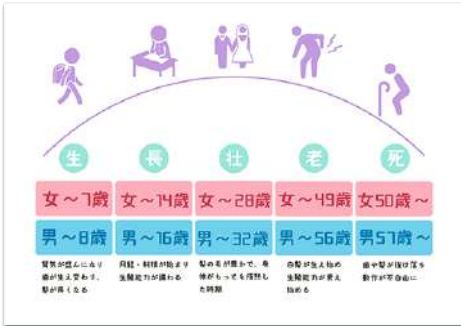 生 長 壮 老 死
女～7歳 女～14歳 女～28歳 女～49歳 女50歳～
男～8歳 男～16歳 男～32歳 男～56歳 男57歳～
腎気が盛んになり
歯が生え変わり、
髪が長くなる
月経・射精が始まり
生殖能力が備わる
髪の毛が豊かで、身
体がもっとも成熟し
た時期
白髪が生え始め
生殖能力が衰え
始める
歯や髪が抜け落ち
動作が不自由に